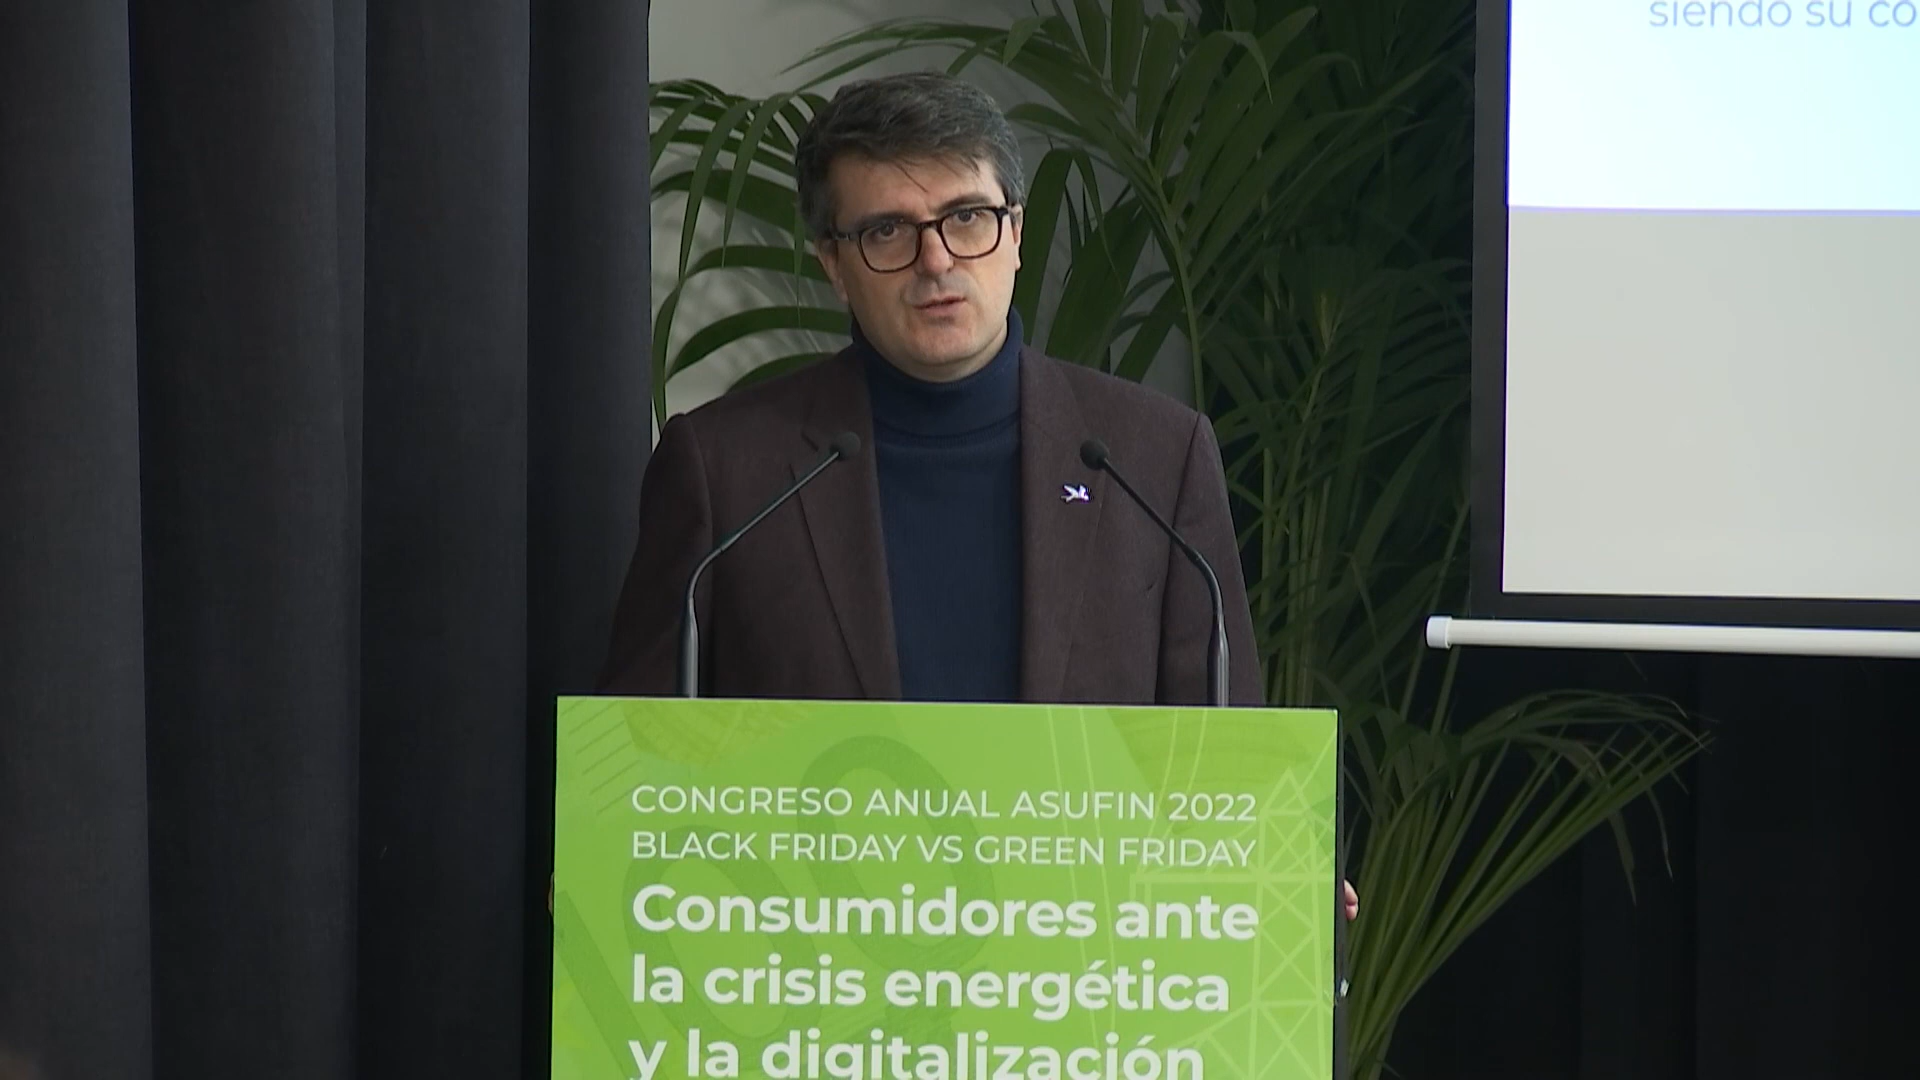 siendo su co
CONGRESO ANUAL ASUFIN 2022
BLACK FRIDAY VS GREEN FRIDAY
Consumidores ante
la crisis energética
y la digitalización